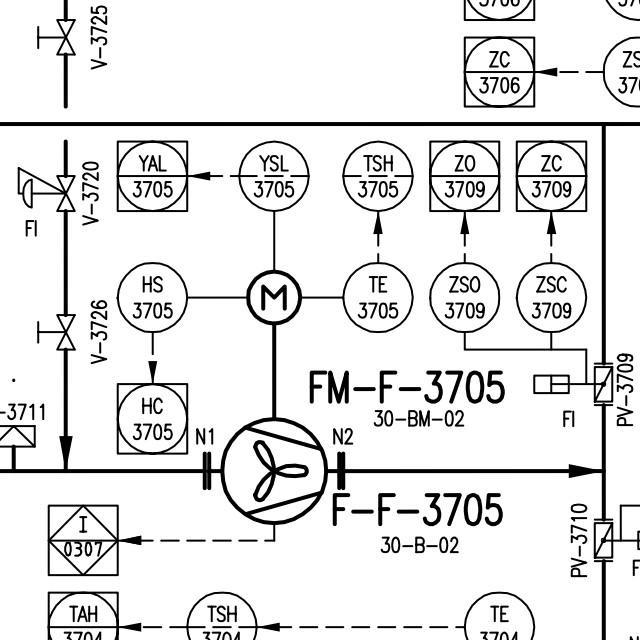 3706
V-3725
ZC
3706
YAL
3705
YSL
3705
TSH
3705
ZO
3709
ZC
3709
V-3720
FI
HS
3705
M
TE
3705
ZSO
3709
ZSC
3709
V-3726
FM-F-3705
30-BM-02
PV-3709
FI
-3711
HC
3705
N1
N2
F-F-3705
30-B-02
I
0307
PV-3710
TAH
3704
TSH
3704
TE
3704